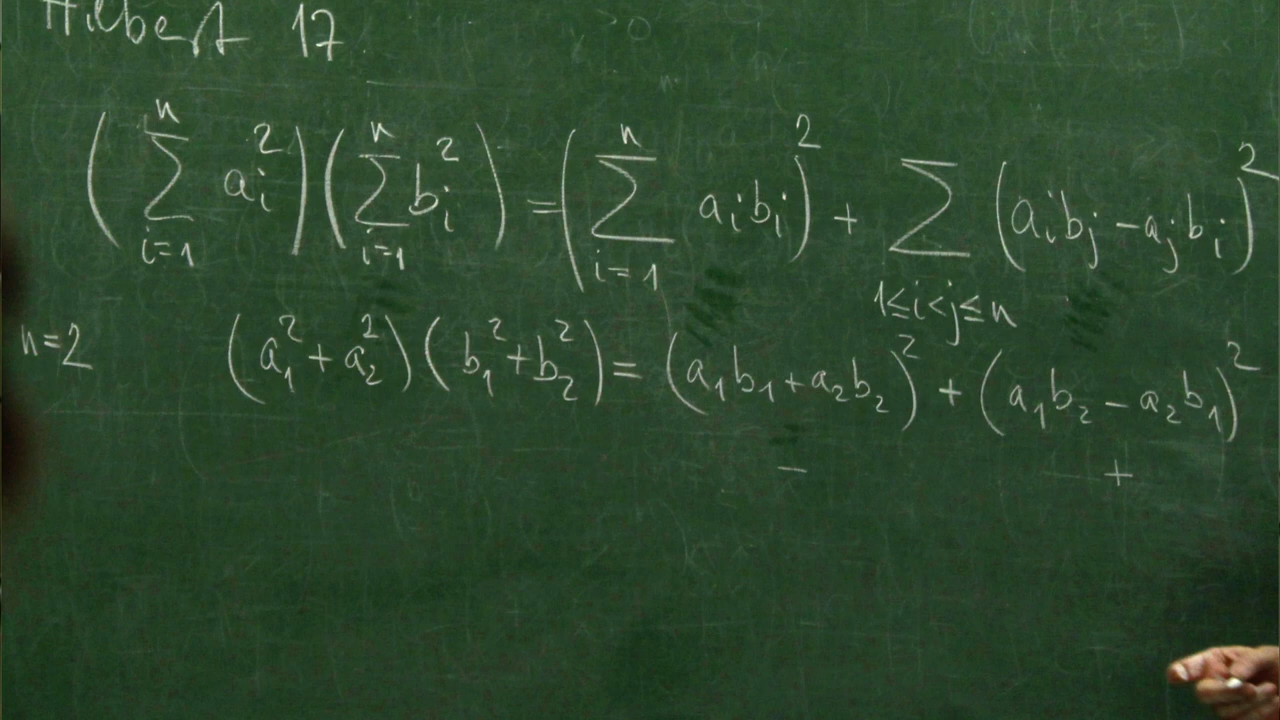 Hilbert 17
(∑_{i=1}^{n} a_i^2)(∑_{i=1}^{n} b_i^2) = (∑_{i=1}^{n} a_i b_i)^2 + ∑_{1≤i<j≤n} (a_i b_j - a_j b_i)^2
n=2 (a_1^2 + a_2^2)(b_1^2 + b_2^2) = (a_1 b_1 + a_2 b_2)^2 + (a_1 b_2 - a_2 b_1)^2
- +